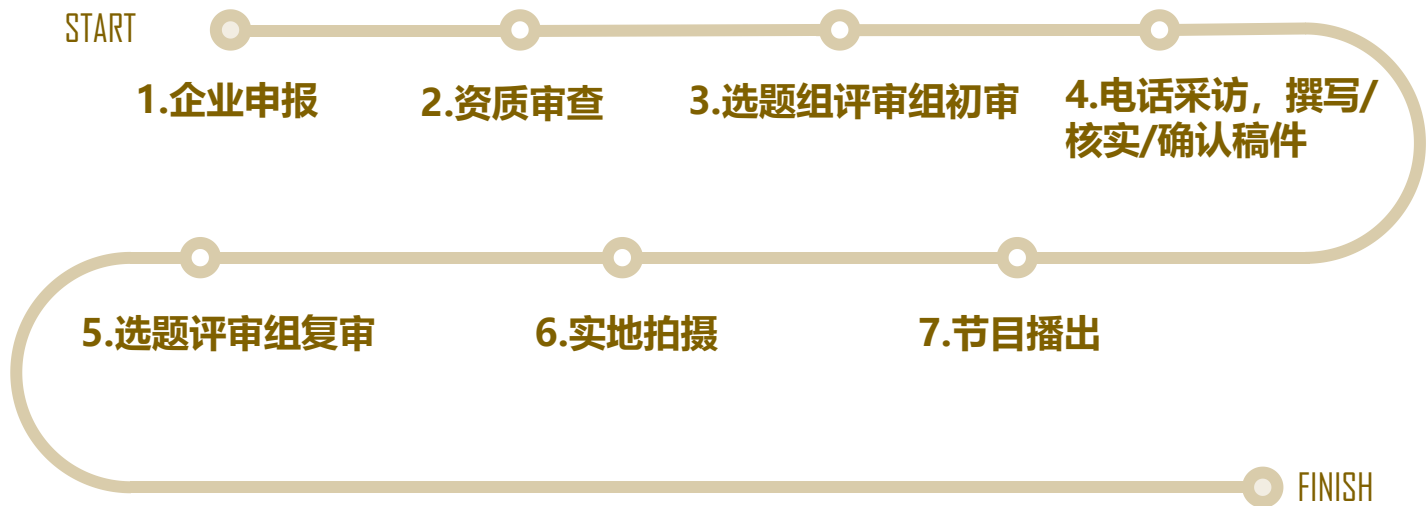 START
1.企业申报
2.资质审查
3.选题组评审组初审
4.电话采访，撰写/
核实/确认稿件
5.选题评审组复审
6.实地拍摄
7.节目播出
FINISH